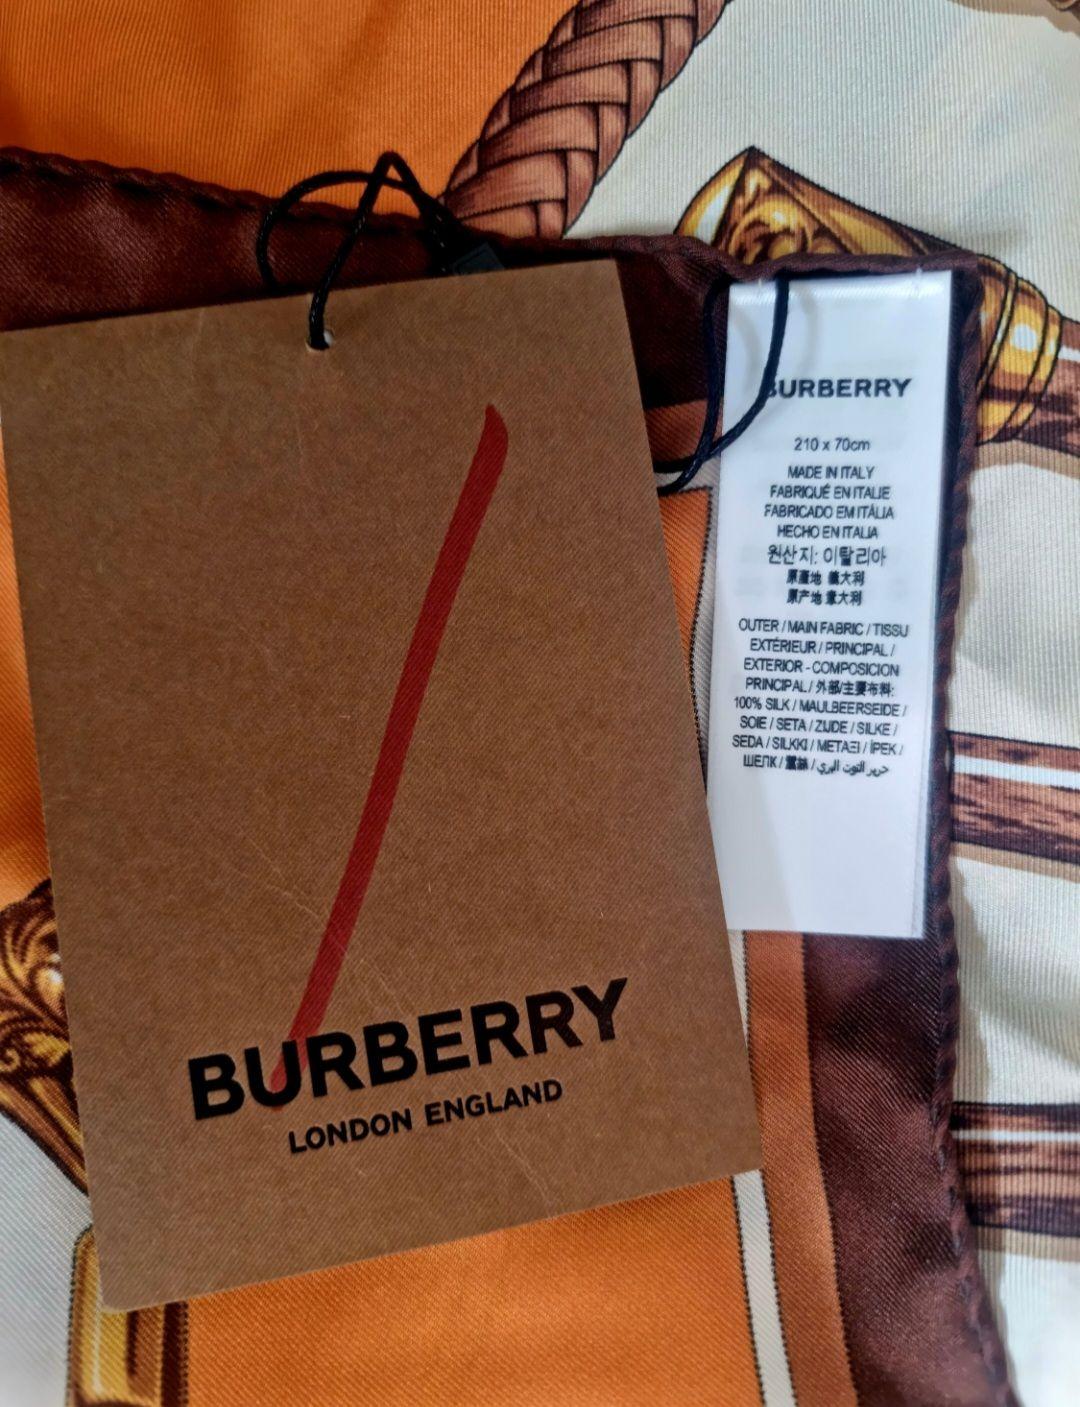 BURBERRY
LONDON ENGLAND
BURBERRY
210 x 70cm
MADE IN ITALY
FABRIQUÉ EN ITALIE
FABRICADO EM ITÁLIA
HECHO EN ITALIA
원산지: 이탈리아
原產地 義大利
原产地 意大利
OUTER / MAIN FABRIC / TISSU
EXTÉRIEUR / PRINCIPAL /
EXTERIOR - COMPOSICION
PRINCIPAL / 外部/主要布料:
100% SILK / MAULBEERSEIDE /
SOIE / SETA / ZIJDE / SILKE /
SEDA / SILKKI / ΜΕΤΑΞΙ / İPEK /
ШЕЛК / 蠶絲 / حرير التوت البري